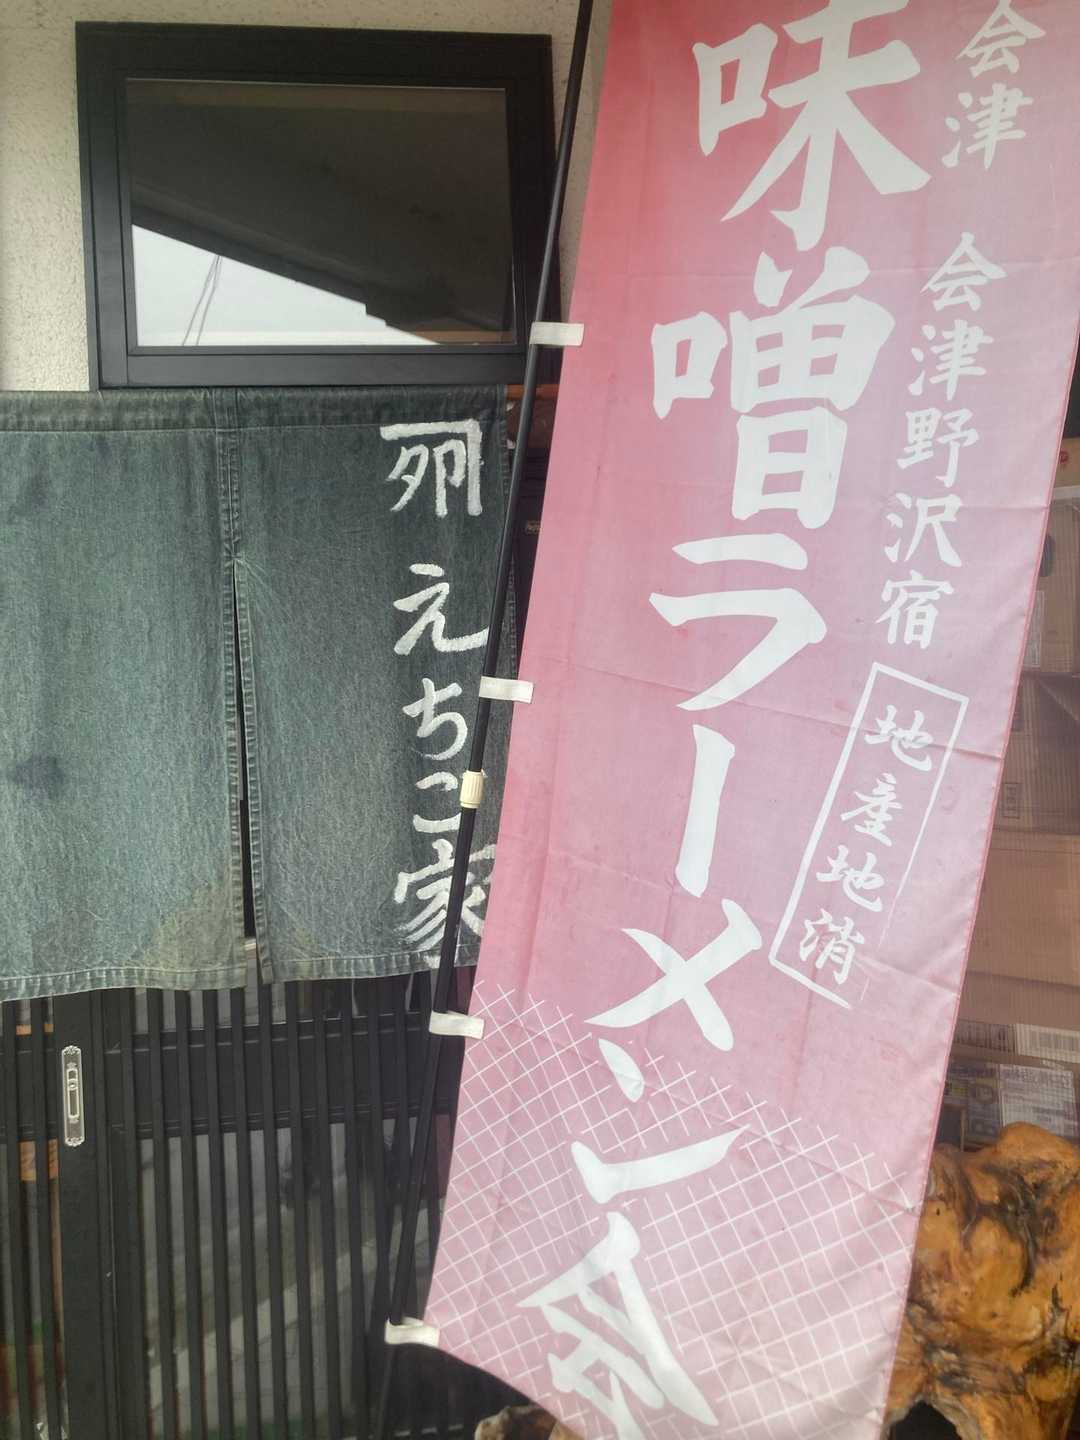 会津 会津野沢宿
地産地消
味噌ラーメン会
えちご家